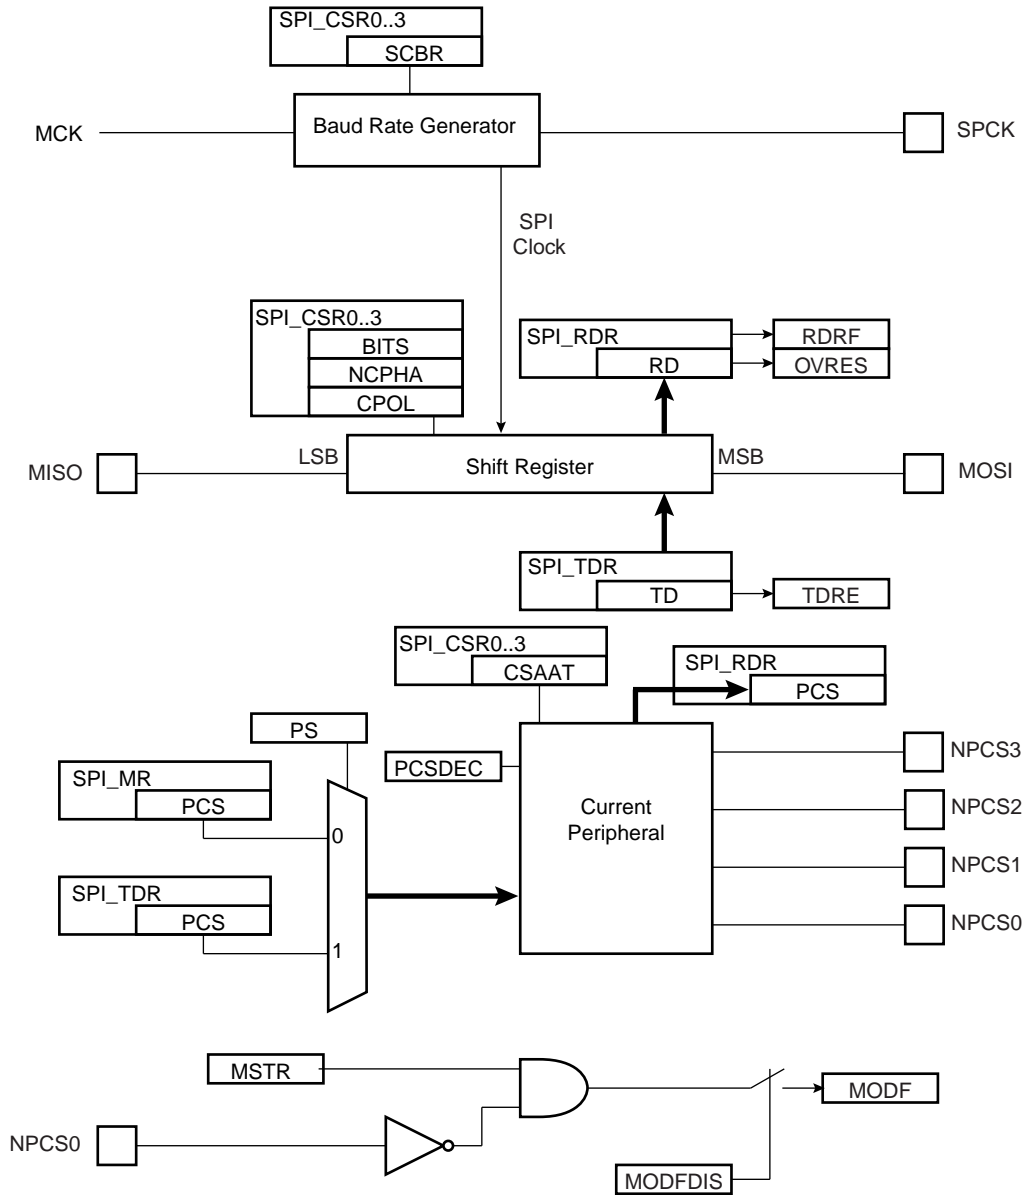 SPI_CSR0..3
SCBR
MCK
Baud Rate Generator
SPCK
SPI
Clock
SPI_CSR0..3
BITS
NCPHA
CPOL
SPI_RDR
RD
RDRF
OVRES
MISO
LSB
Shift Register
MSB
MOSI
SPI_TDR
TD
TDRE
SPI_CSR0..3
CSAAT
SPI_RDR
PCS
PS
PCSDEC
Current
Peripheral
NPCS3
NPCS2
NPCS1
NPCS0
SPI_MR
PCS
0
SPI_TDR
PCS
1
MSTR
MODF
NPCS0
MODFDIS